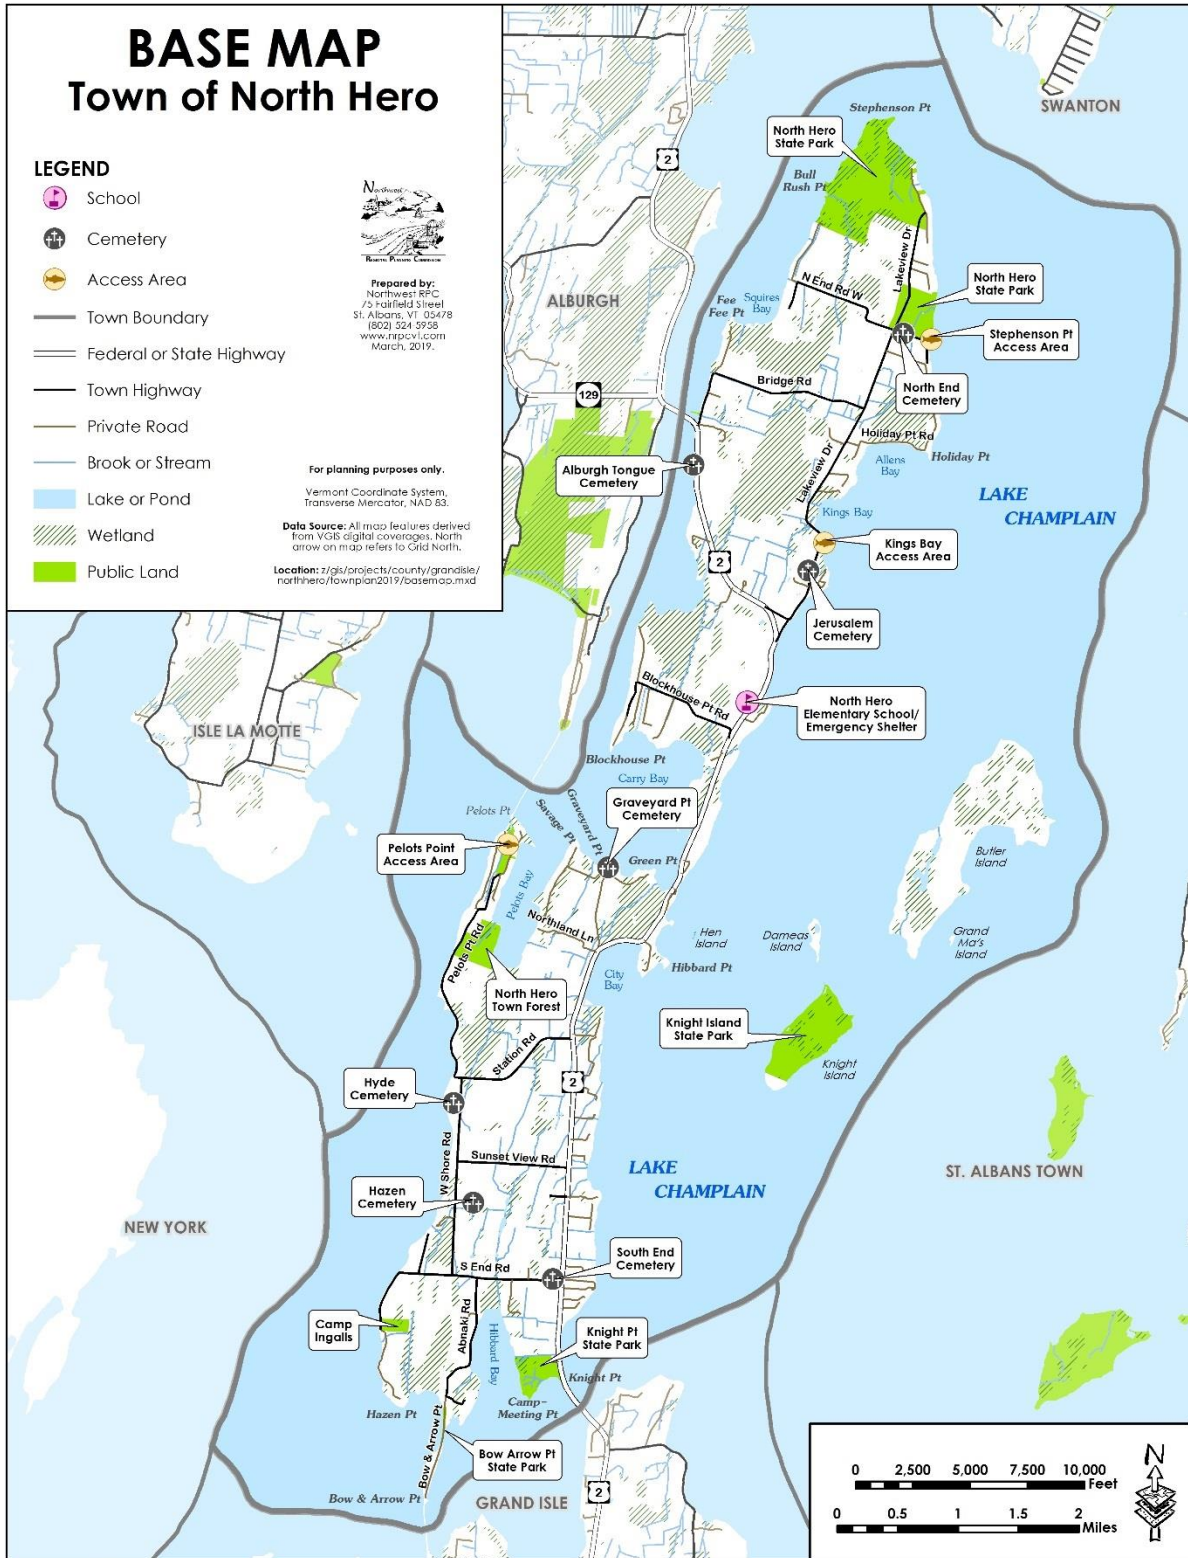 BASE MAP
Town of North Hero
LEGEND
School
Cemetery
Access Area
Town Boundary
Federal or State Highway
Town Highway
Private Road
Brook or Stream
Lake or Pond
Wetland
Public Land
Northwest
REGIONAL PLANNING COMMISSION
Prepared by:
Northwest RPC
75 Fairfield Street
St. Albans, VT 05478
(802) 524 5958
www.nrpcvt.com
March, 2019.
For planning purposes only.
Vermont Coordinate System,
Transverse Mercator, NAD 83.
Data Source: All map features derived
from VGIS digital coverages. North
arrow on map refers to Grid North.
Location: z/gis/projects/county/grandisle/
northhero/townplan2019/basemap.mxd
SWANTON
Stephenson Pt
North Hero
State Park
2
Bull
Rush Pt
Lakeview Dr
North Hero
State Park
N End Rd W
ALBURGH
Squires
Bay
Fee
Fee Pt
Stephenson Pt
Access Area
North End
Cemetery
Bridge Rd
129
Holiday Pt Rd
Holiday Pt
Allens
Bay
Alburgh Tongue
Cemetery
Lakeview Dr
LAKE
CHAMPLAIN
Kings Bay
Kings Bay
Access Area
2
Jerusalem
Cemetery
Blockhouse Pt Rd
North Hero
Elementary School/
Emergency Shelter
ISLE LA MOTTE
Blockhouse Pt
Carry Bay
Graveyard Pt
Cemetery
Pelots Pt
Savage Pt
Graveyard Pt
Green Pt
Pelots Point
Access Area
Butler
Island
Pelots Bay
Northland Ln
Hen
Island
Dameas
Island
Grand
Ma's
Island
Pelots Pt Rd
Hibbard Pt
City
Bay
North Hero
Town Forest
Knight Island
State Park
Station Rd
Knight
Island
Hyde
Cemetery
2
W Shore Rd
Sunset View Rd
LAKE
CHAMPLAIN
ST. ALBANS TOWN
Hazen
Cemetery
NEW YORK
South End
Cemetery
S End Rd
Camp
Ingalls
Abnaki Rd
Hibbard Bay
Knight Pt
State Park
Knight Pt
Hazen Pt
Camp-
Meeting Pt
Bow & Arrow Pt
Bow Arrow Pt
State Park
Bow & Arrow Pt
GRAND ISLE
2
0 2,500 5,000 7,500 10,000
Feet
0 0.5 1 1.5 2
Miles
N